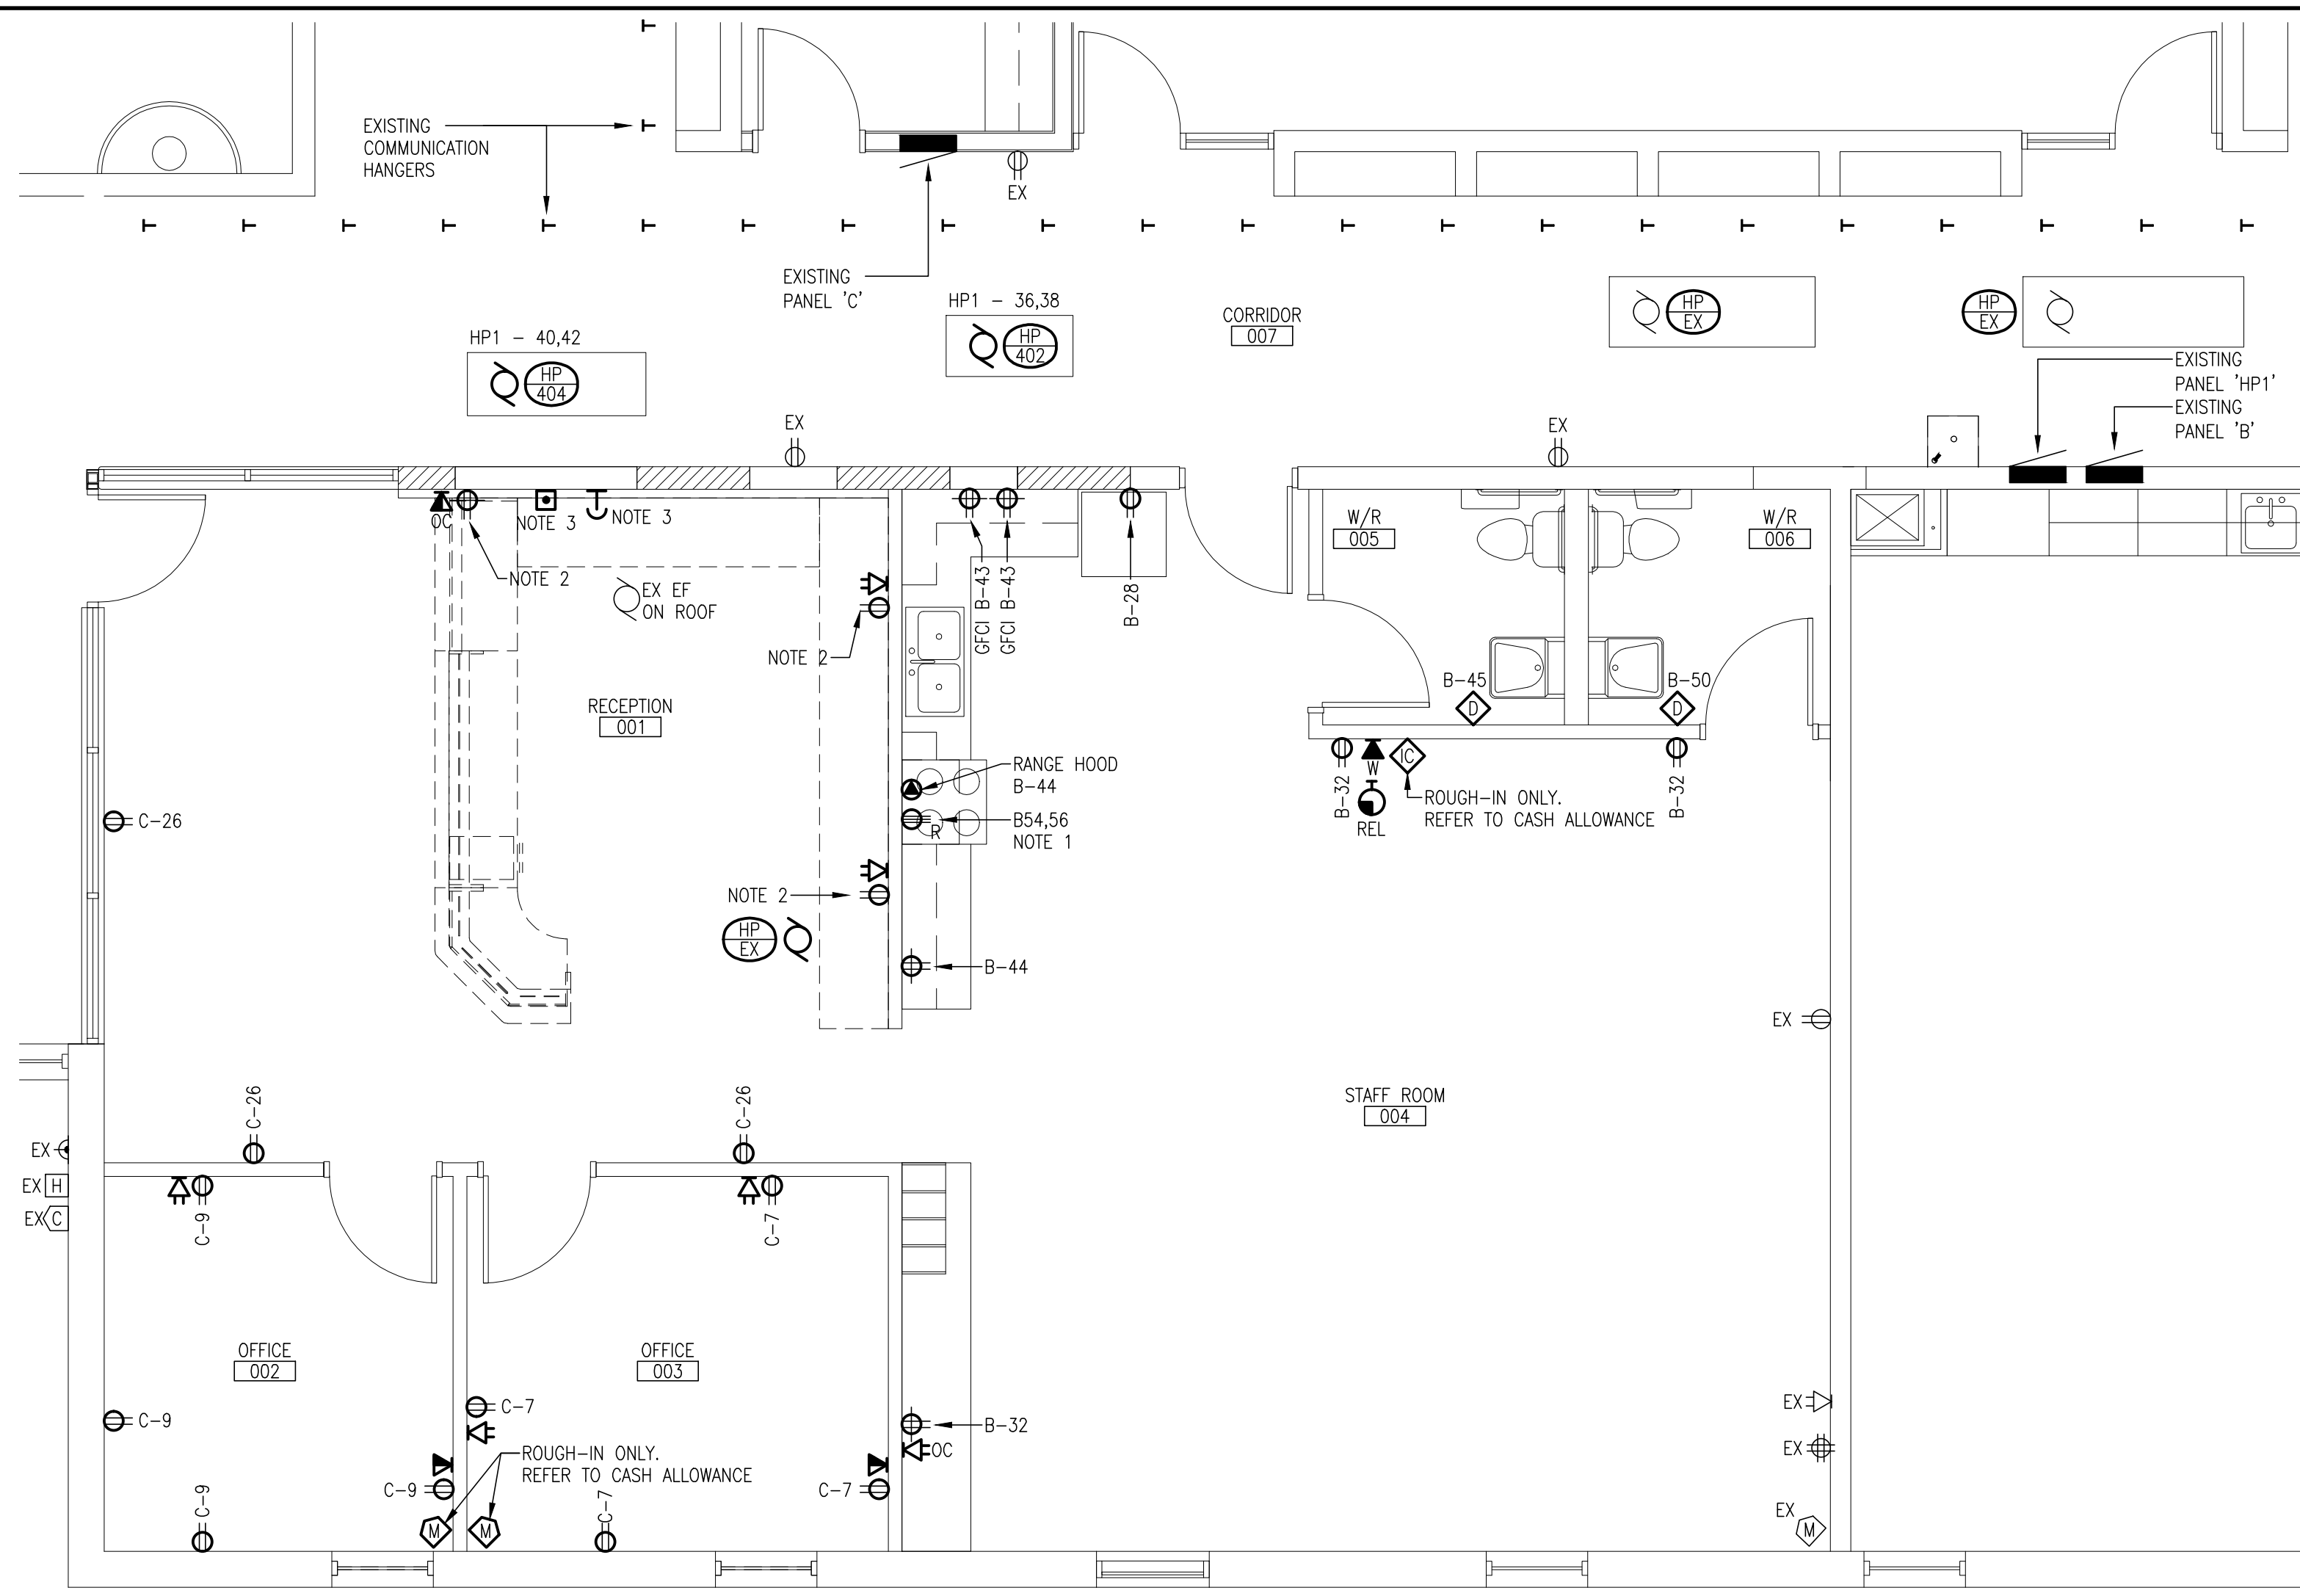 EXISTING
COMMUNICATION
HANGERS
EX
EXISTING
PANEL 'C'
HP1 - 36,38
HP
402
CORRIDOR
007
HP
EX
HP
EX
HP1 - 40,42
HP
404
EXISTING
PANEL 'HP1'
EXISTING
PANEL 'B'
EX
EX
OC
NOTE 3
NOTE 3
NOTE 2
EX EF
ON ROOF
NOTE 2
GFCI B-43
GFCI B-43
B-28
W/R
005
W/R
006
B-45
D
B-50
D
RECEPTION
001
RANGE HOOD
B-44
R
B54,56
NOTE 1
B-32
W
IC
REL
ROUGH-IN ONLY.
REFER TO CASH ALLOWANCE
B-32
C-26
NOTE 2
HP
EX
B-44
EX
STAFF ROOM
004
C-26
C-26
EX
EX H
EX C
C-9
C-7
OFFICE
002
OFFICE
003
C-9
C-7
B-32
OC
EX
EX
ROUGH-IN ONLY.
REFER TO CASH ALLOWANCE
C-9
C-9
C-7
C-7
M
M
EX
M